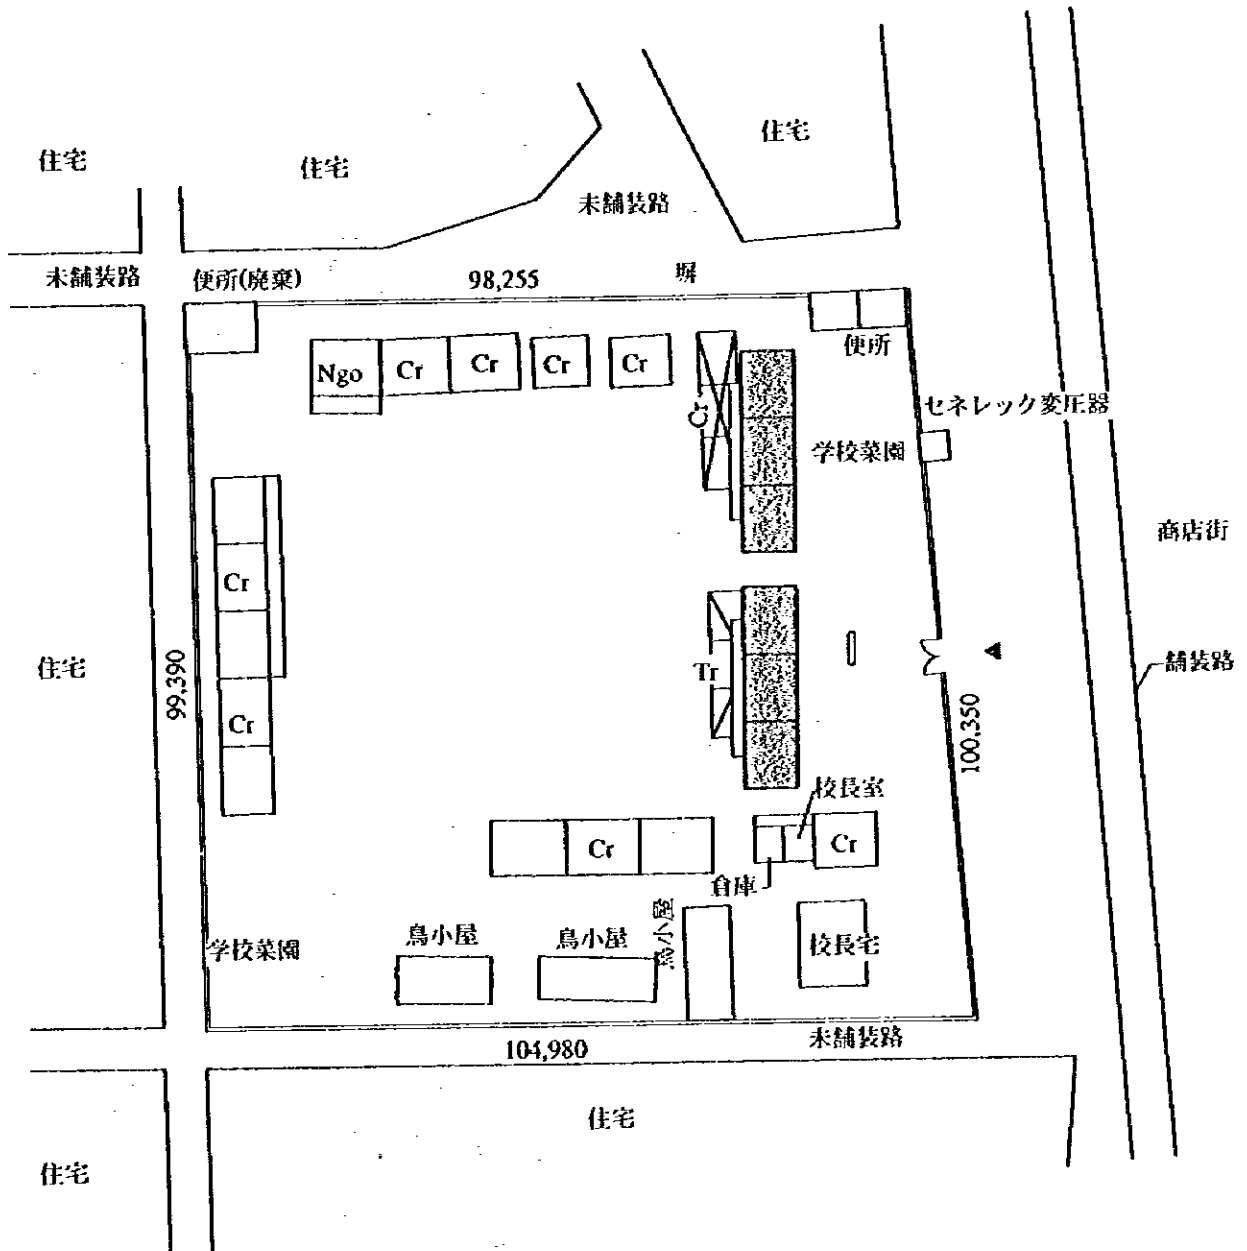 住宅
住宅
住宅
未舗装路
未舗装路
便所(廃棄)
98,255
塀
便所
Ngo
Cr
Cr
Cr
Cr
Cr
セネレック変圧器
学校菜園
商店街
Cr
住宅
99,390
Tr
舗装路
Cr
100,350
校長室
Cr
Cr
倉庫
鳥小屋
鳥小屋
鳥小屋
校長宅
学校菜園
104,980
未舗装路
住宅
住宅